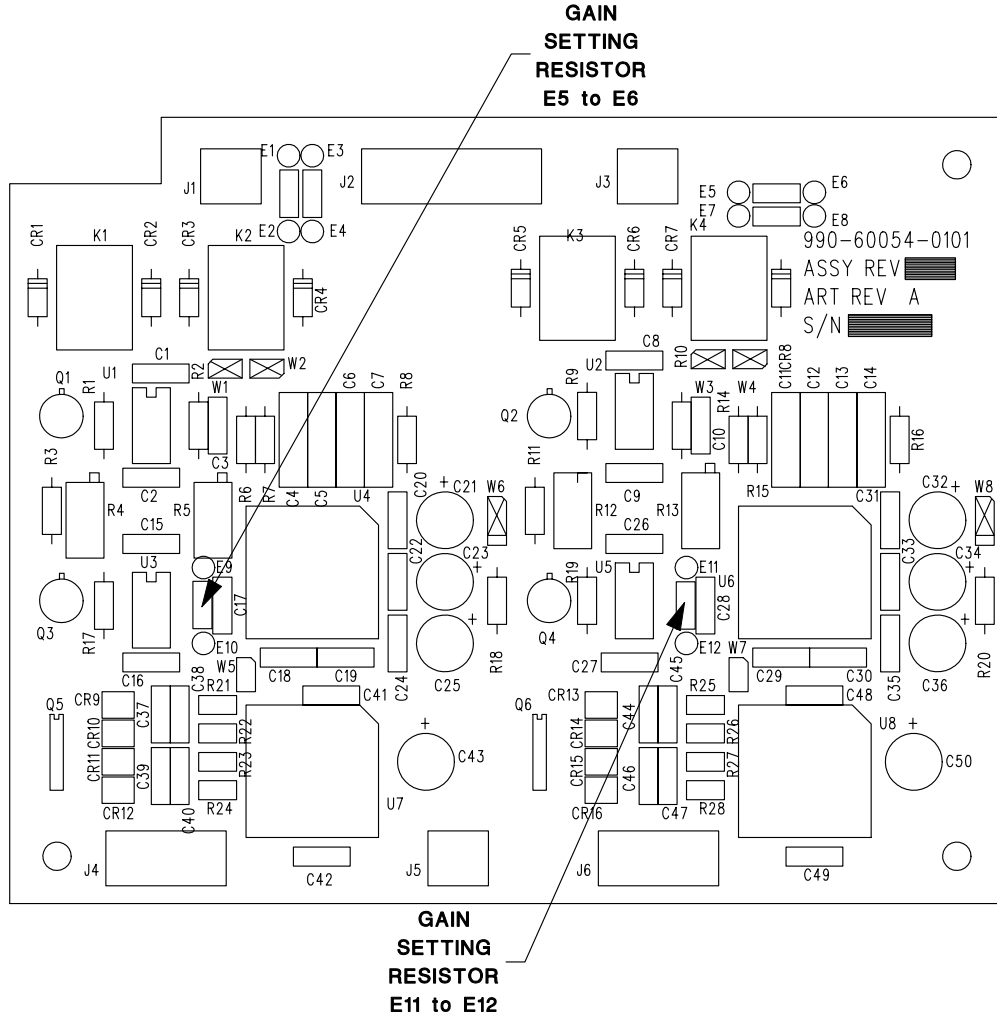 GAIN
SETTING
RESISTOR
E5 to E6
E1 E3
J1 J2 J3
E5 E6
E7 E8
E2 E4
CR1 K1 CR2 CR3 K2 CR4
CR5 K3 CR6 CR7 K4
990-60054-0101
ASSY REV
ART REV A
S/N
C1 R2 W2
C8 R10 CR8
Q1 R1 U1 W1 C6 C7 R8
Q2 R9 U2 W3 W4 R14 C11 C12 C13 C14
R3 C3 R6 R7 C4 C5 U4 C20
R11 C10 R15 R16
R4 C2 R5 C21 W6
R12 C9 R13 C31 C32 W8
C15 C22 C23
C26 C33 C34
U3 E9 C17
R19 U5 E11 U6 C28
Q3 R17 E10 R18
Q4 E12 R20
C16 C38 W5 C18 C19 C24 C25
C27 C45 W7 C29 C30 C35 C36
Q5 CR9 C37 R21 C41
Q6 CR13 C44 R25 C48
CR10 R22 C43
CR14 R26 U8 C50
CR11 C39 R23
CR15 C46 R27
CR12 C40 R24 U7
CR16 C47 R28
J4 C42 J5 J6 C49
GAIN
SETTING
RESISTOR
E11 to E12